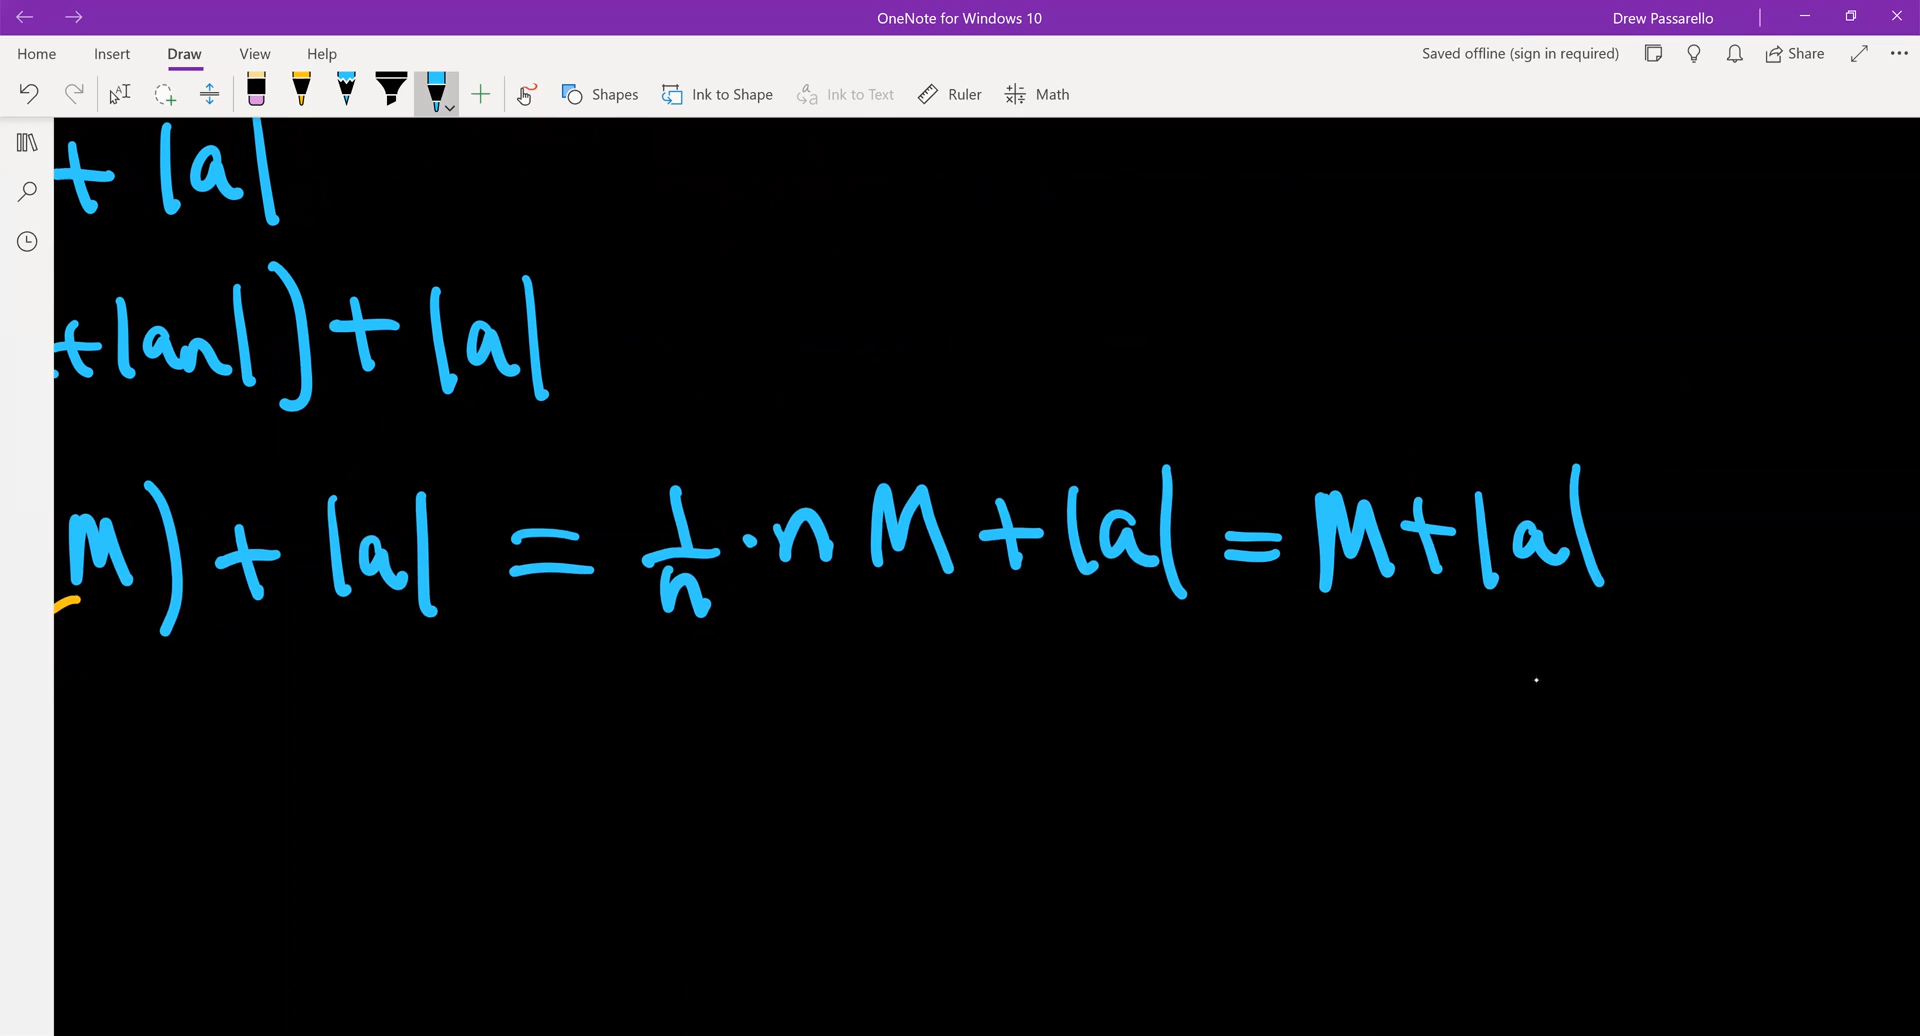 OneNote for Windows 10
Drew Passarello
Home Insert Draw View Help
Saved offline (sign in required) Share
Shapes Ink to Shape Ink to Text Ruler Math
+ |a|
+ |an|) + |a|
M) + |a| = 1/n · n M + |a| = M + |a|